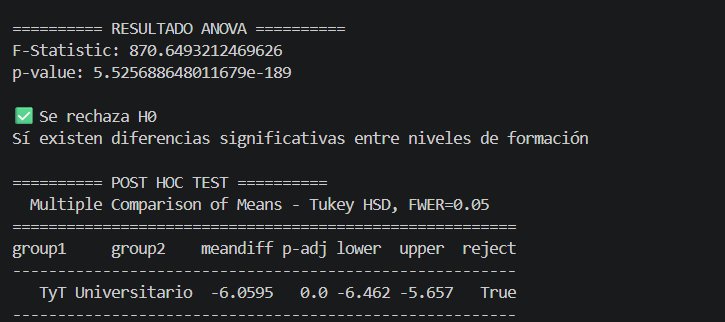 ========== RESULTADO ANOVA ==========
F-Statistic: 870.6493212469626
p-value: 5.525688648011679e-189
✅ Se rechaza H0
Sí existen diferencias significativas entre niveles de formación
========== POST HOC TEST ==========
Multiple Comparison of Means - Tukey HSD, FWER=0.05
========================================================
group1 group2 meandiff p-adj lower upper reject
--------------------------------------------------------
TyT Universitario -6.0595 0.0 -6.462 -5.657 True
--------------------------------------------------------